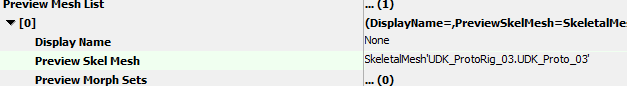 Preview Mesh List ... (1)
[0] (DisplayName=,PreviewSkelMesh=SkeletalMe
Display Name None
Preview Skel Mesh SkeletalMesh'UDK_ProtoRig_03.UDK_Proto_03'
Preview Morph Sets ... (0)